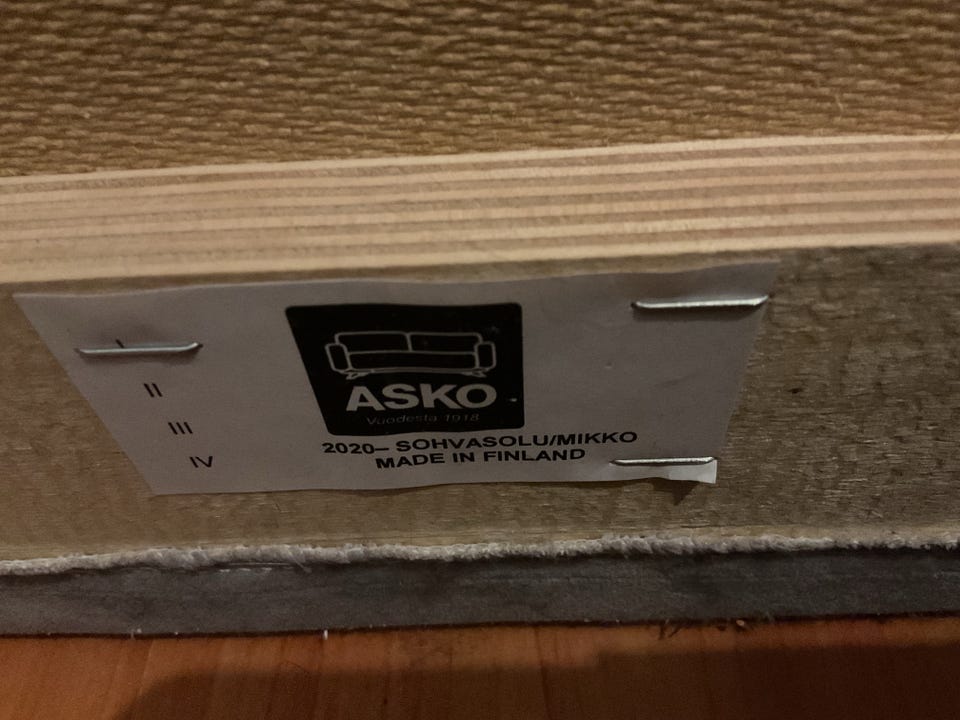 I
II
III
IV
ASKO
Vuodesta 1918
2020– SOHVASOLU/MIKKO
MADE IN FINLAND